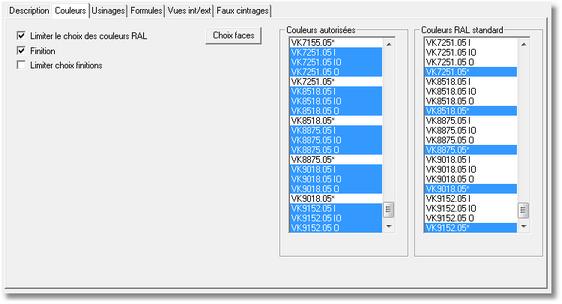 Description Couleurs Usinages Formules Vues int/ext Faux cintrages
Limiter le choix des couleurs RAL
Finition
Limiter choix finitions
Choix faces
Couleurs autorisées
VK7155.05*
VK7251.05 I
VK7251.05 IO
VK7251.05 O
VK7251.05*
VK8518.05 I
VK8518.05 IO
VK8518.05 O
VK8518.05*
VK8875.05 I
VK8875.05 IO
VK8875.05 O
VK8875.05*
VK9018.05 I
VK9018.05 IO
VK9018.05 O
VK9018.05*
VK9152.05 I
VK9152.05 IO
VK9152.05 O
Couleurs RAL standard
VK7251.05 I
VK7251.05 IO
VK7251.05 O
VK7251.05*
VK8518.05 I
VK8518.05 IO
VK8518.05 O
VK8518.05*
VK8875.05 I
VK8875.05 IO
VK8875.05 O
VK8875.05*
VK9018.05 I
VK9018.05 IO
VK9018.05 O
VK9018.05*
VK9152.05 I
VK9152.05 IO
VK9152.05 O
VK9152.05*